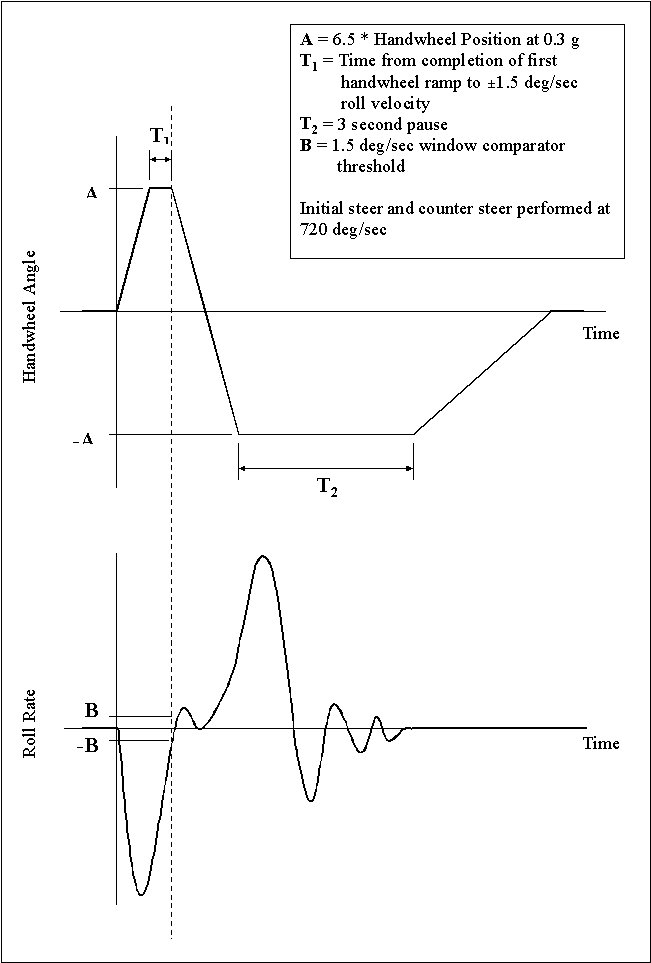 A = 6.5 * Handwheel Position at 0.3 g
T1 = Time from completion of first
handwheel ramp to ±1.5 deg/sec
roll velocity
T2 = 3 second pause
B = 1.5 deg/sec window comparator
threshold
Initial steer and counter steer performed at
720 deg/sec
T1
A
Handwheel Angle
Time
-A
T2
B
Roll Rate
-B
Time